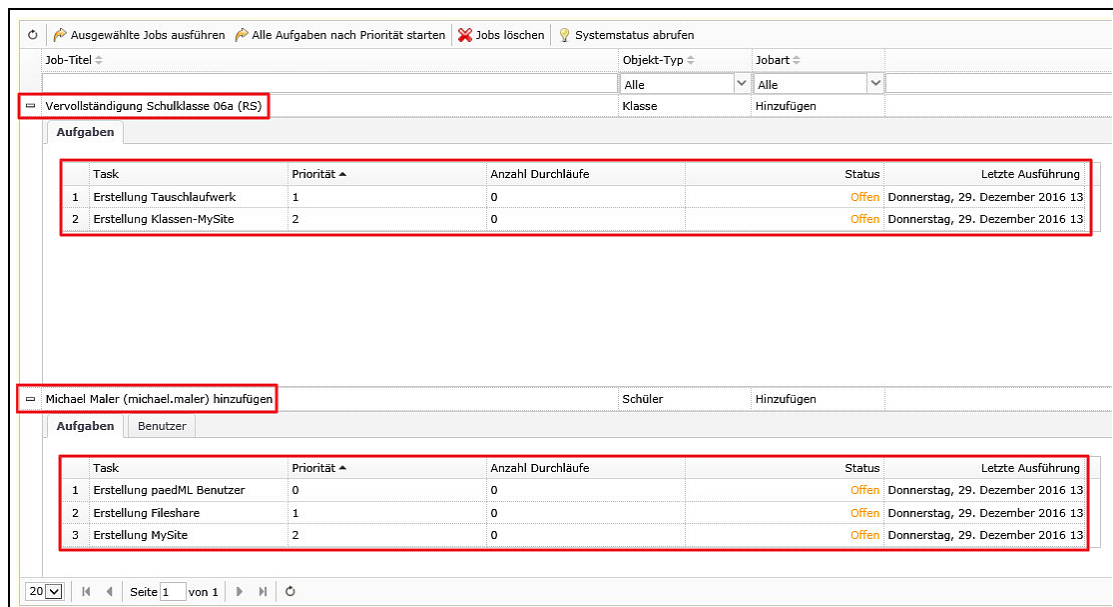 Ausgewählte Jobs ausführen Alle Aufgaben nach Priorität starten Jobs löschen Systemstatus abrufen
Job-Titel Objekt-Typ Jobart
Alle Alle
Vervollständigung Schulklasse 06a (RS) Klasse Hinzufügen
Aufgaben
Task Priorität Anzahl Durchläufe Status Letzte Ausführung
1 Erstellung Tauschlaufwerk 1 0 Offen Donnerstag, 29. Dezember 2016 13
2 Erstellung Klassen-MySite 2 0 Offen Donnerstag, 29. Dezember 2016 13
Michael Maler (michael.maler) hinzufügen Schüler Hinzufügen
Aufgaben Benutzer
Task Priorität Anzahl Durchläufe Status Letzte Ausführung
1 Erstellung paedML Benutzer 0 0 Offen Donnerstag, 29. Dezember 2016 13
2 Erstellung Fileshare 1 0 Offen Donnerstag, 29. Dezember 2016 13
3 Erstellung MySite 2 0 Offen Donnerstag, 29. Dezember 2016 13
20 Seite 1 von 1